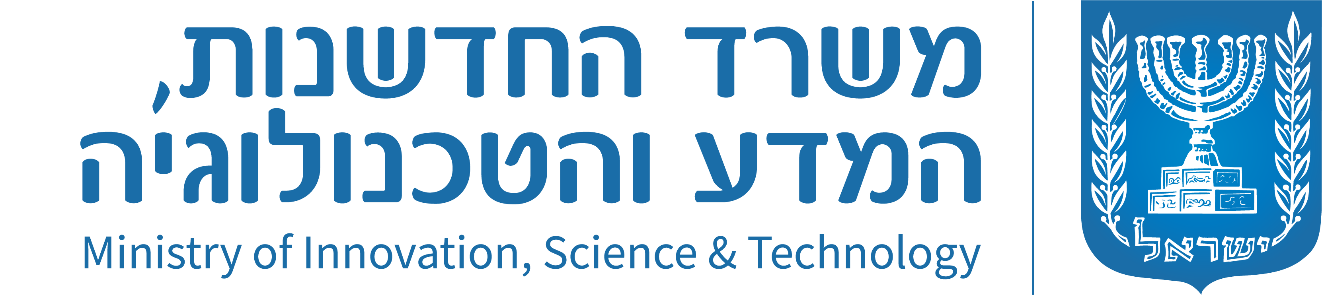 משרד החדשנות,
המדע והטכנולוגיה
Ministry of Innovation, Science & Technology
ישראל